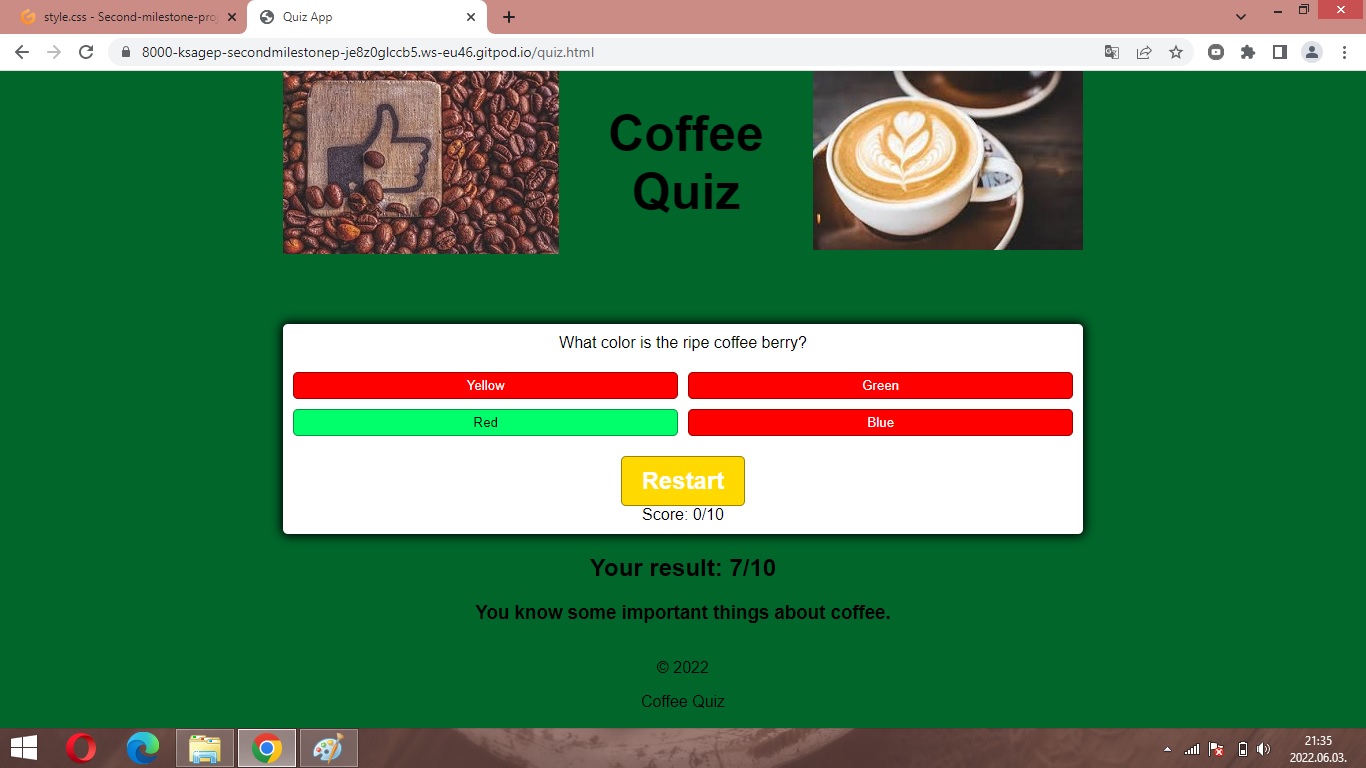 style.css - Second-milestone-pro
Quiz App
8000-ksagep-secondmilestonep-je8z0glccb5.ws-eu46.gitpod.io/quiz.html
Coffee
Quiz
What color is the ripe coffee berry?
Yellow
Green
Red
Blue
Restart
Score: 0/10
Your result: 7/10
You know some important things about coffee.
© 2022
Coffee Quiz
21:35
2022.06.03.